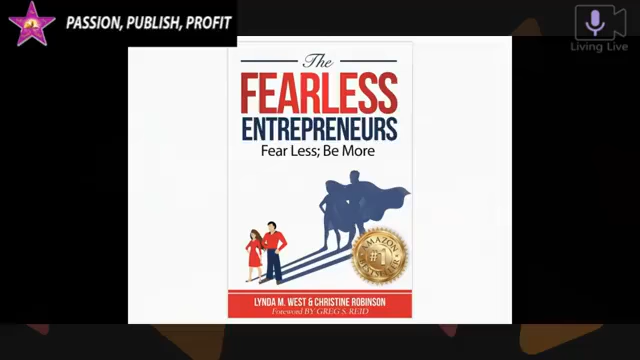 PASSION, PUBLISH, PROFIT
Living Live
The
FEARLESS
ENTREPRENEURS
Fear Less; Be More
AMAZON
#1
BESTSELLER
LYNDA M. WEST & CHRISTINE ROBINSON
Foreword BY GREG S. REID